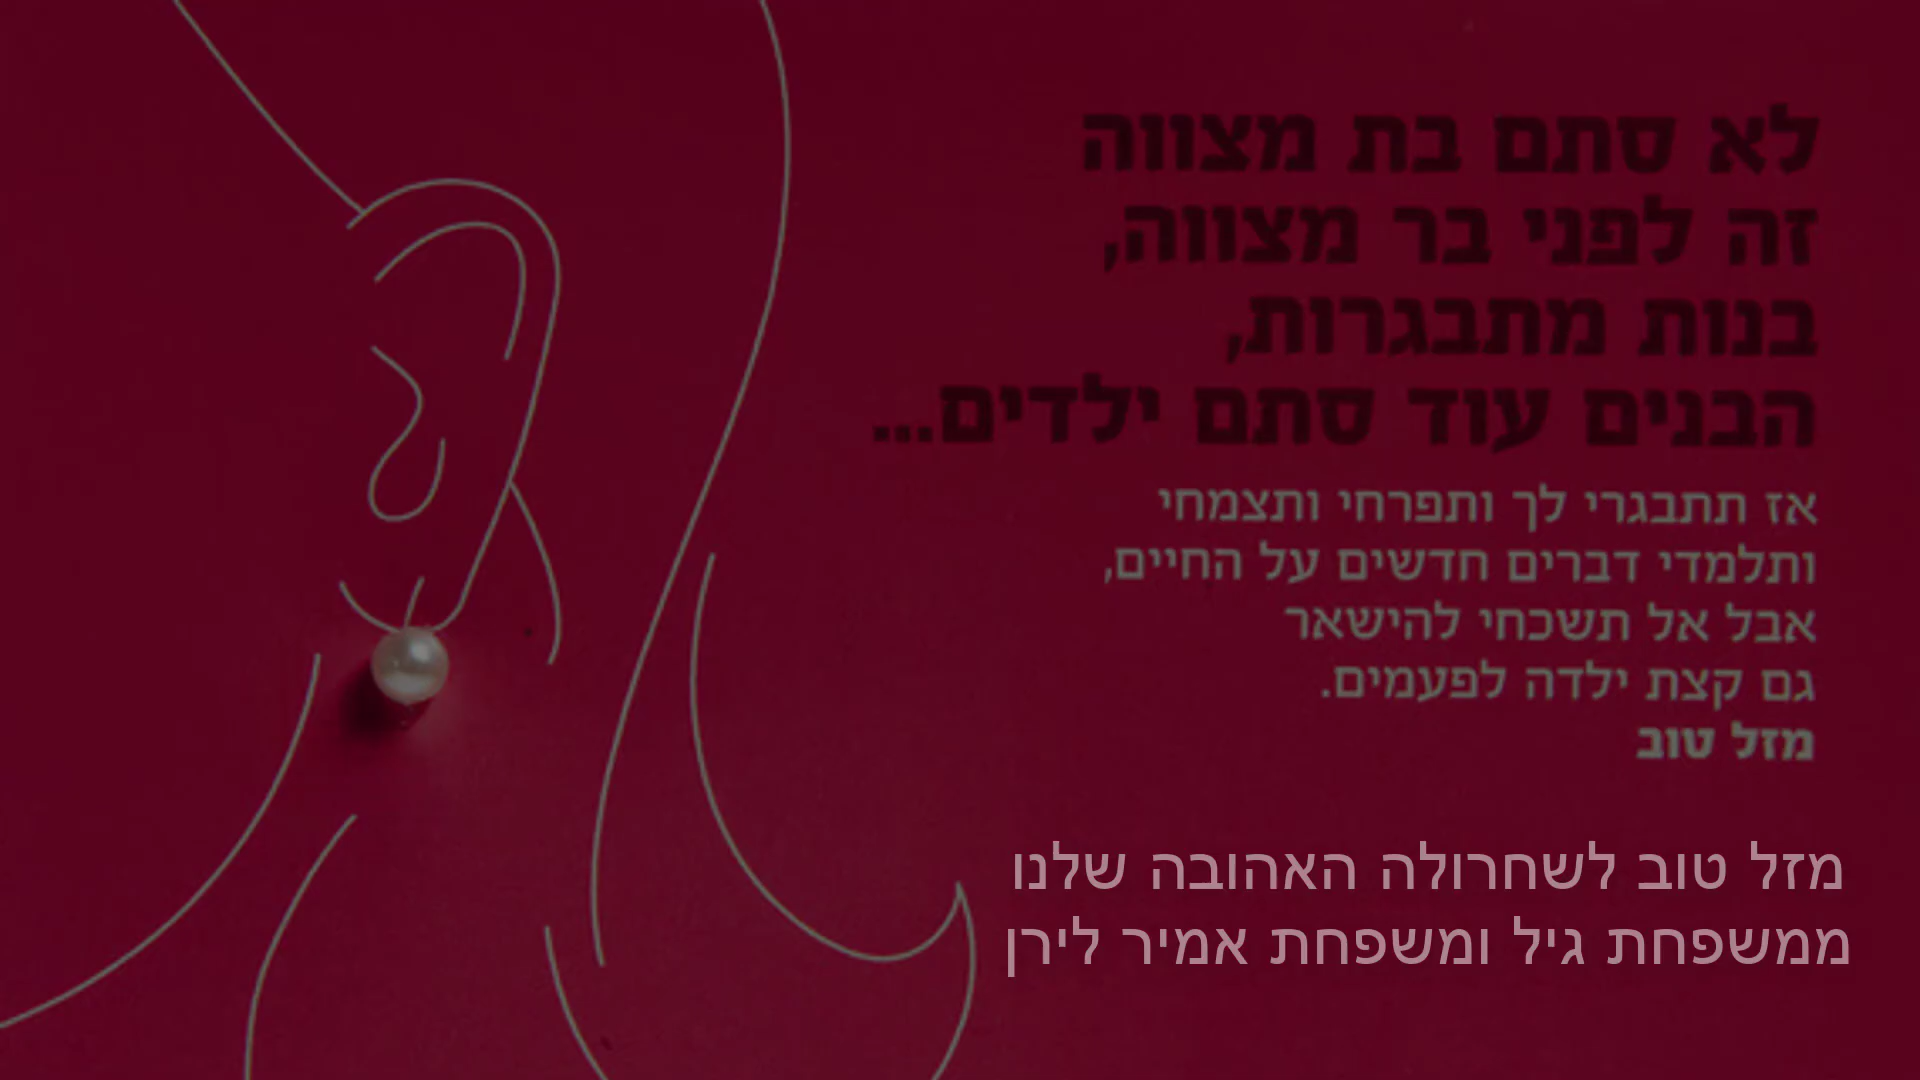 לא סתם בת מצווה
זה לפני בר מצווה,
בנות מתבגרות,
הבנים עוד סתם ילדים...
אז תתבגרי לך ותפרחי ותצמחי
ותלמדי דברים חדשים על החיים,
אבל אל תשכחי להישאר
גם קצת ילדה לפעמים.
מזל טוב
מזל טוב לשחרולה האהובה שלנו
ממשפחת גיל ומשפחת אמיר לירן